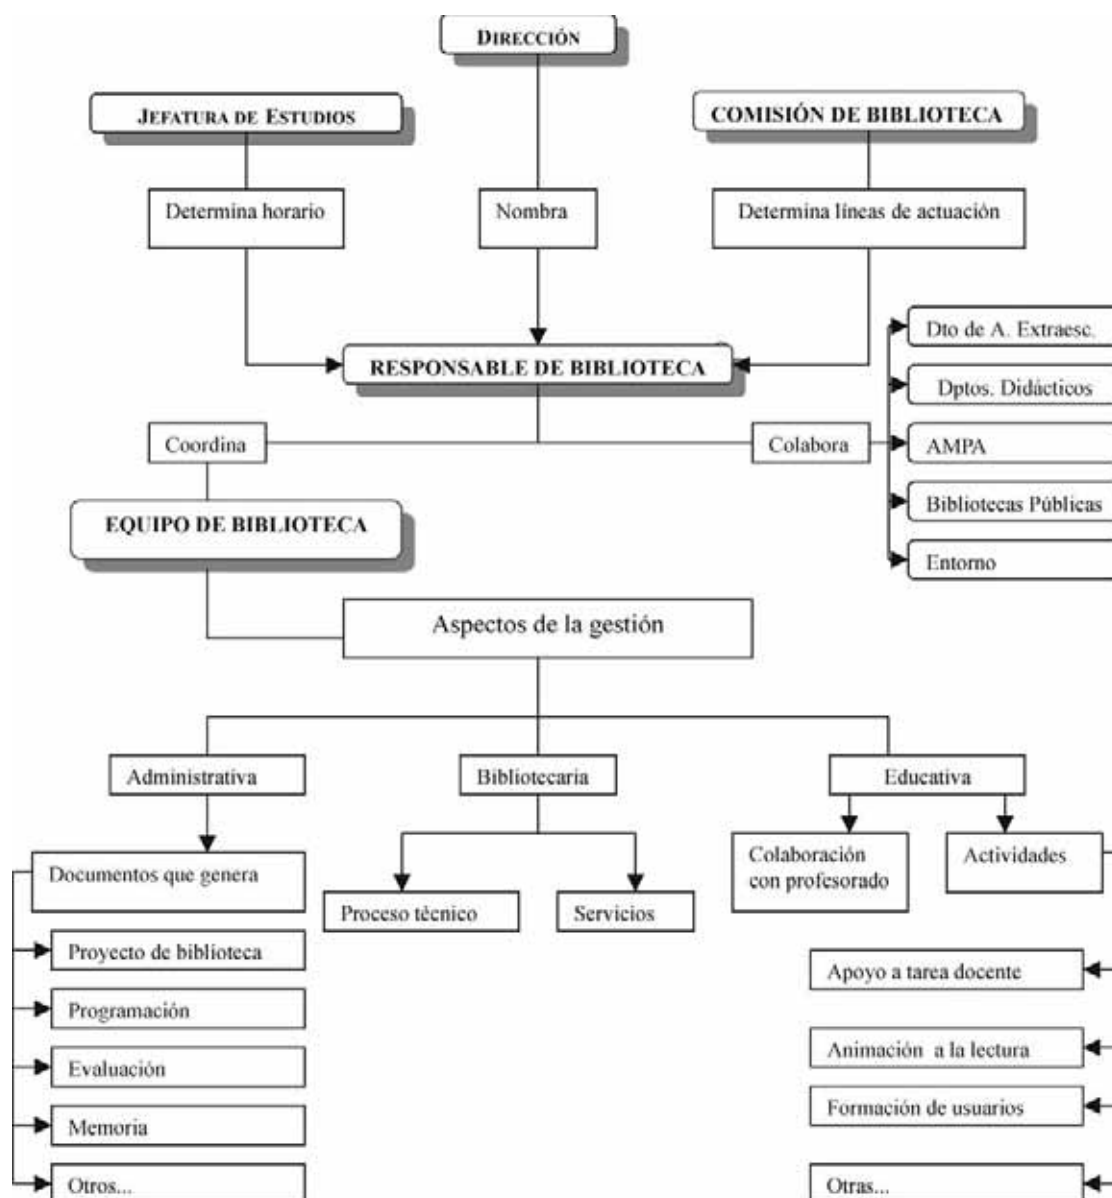 DIRECCIÓN
JEFATURA DE ESTUDIOS
COMISIÓN DE BIBLIOTECA
Determina horario
Nombra
Determina líneas de actuación
RESPONSABLE DE BIBLIOTECA
Dto de A. Extraesc.
Dptos. Didácticos
Coordina
Colabora
AMPA
Bibliotecas Públicas
Entorno
EQUIPO DE BIBLIOTECA
Aspectos de la gestión
Administrativa
Bibliotecaria
Educativa
Documentos que genera
Proceso técnico
Servicios
Colaboración
con profesorado
Actividades
Proyecto de biblioteca
Programación
Evaluación
Memoria
Otros...
Apoyo a tarea docente
Animación a la lectura
Formación de usuarios
Otras...